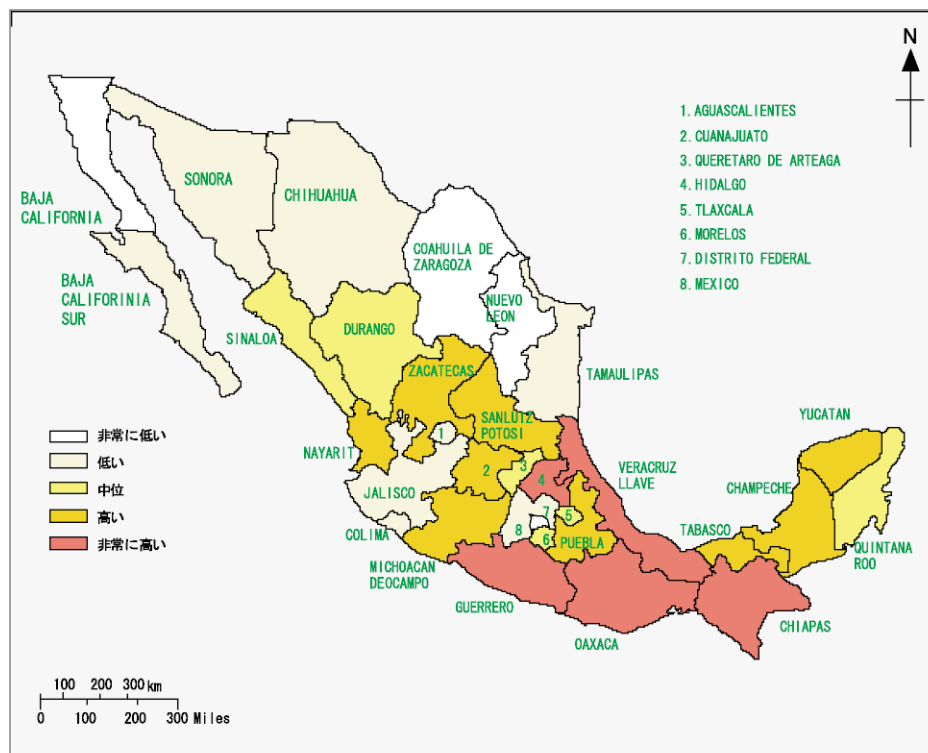 N
1. AGUASCALIENTES
2. CUANAJUATO
3. QUERETARO DE ARTEAGA
4. HIDALGO
5. TLAXCALA
6. MORELOS
7. DISTRITO FEDERAL
8. MEXICO
BAJA
CALIFORNIA
SONORA
CHIHUAHUA
COAHUILA DE
ZARAGOZA
BAJA
CALIFORINIA
SUR
NUEVO
LEON
SINALOA
DURANGO
TAMAULIPAS
ZACATECAS
SANLUTZ
POTOSI
NAYARIT
1
2
3
4
5
6
7
8
JALISCO
COLIMA
MICHOACAN
DEOCAMPO
GUERRERO
PUEBLA
OAXACA
VERACRUZ
LLAVE
TABASCO
CHAMPECHE
YUCATAN
QUINTANA
ROO
CHIAPAS
非常に低い
低い
中位
高い
非常に高い
100 200 300 km
0 100 200 300 Miles